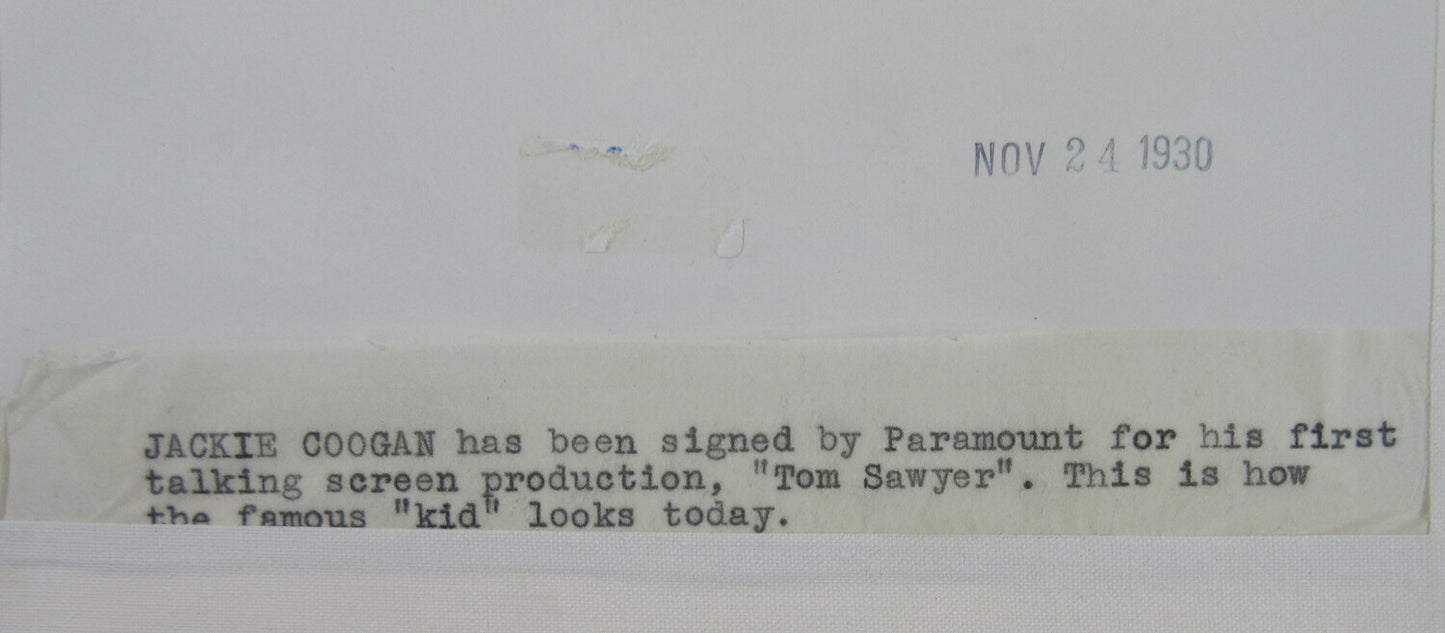 NOV 24 1930
JACKIE COOGAN has been signed by Paramount for his first
talking screen production, "Tom Sawyer". This is how
the famous "kid" looks today.